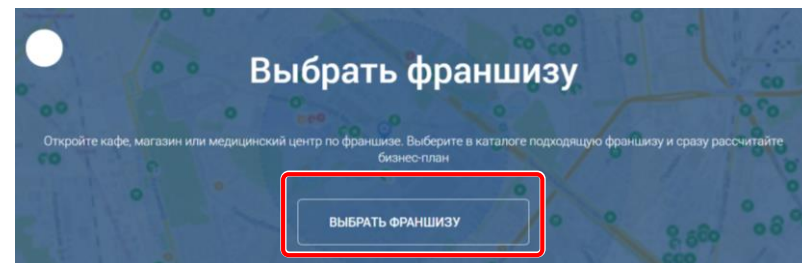 Выбрать франшизу
Откройте кафе, магазин или медицинский центр по франшизе. Выберите в каталоге подходящую франшизу и сразу рассчитайте
бизнес-план
ВЫБРАТЬ ФРАНШИЗУ